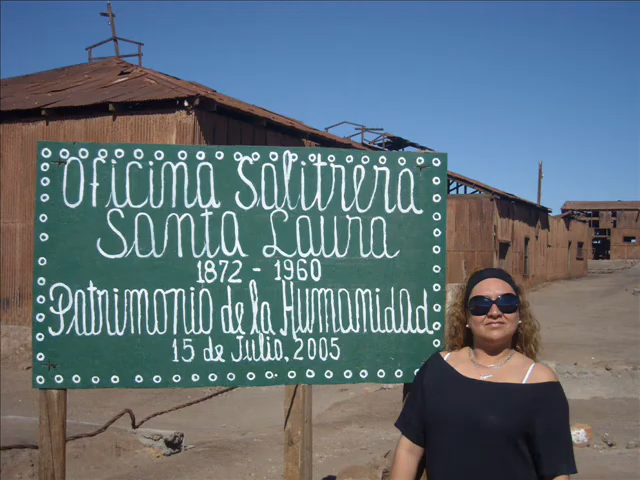 Oficina Salitrera
Santa Laura
1872 - 1960
Patrimonio de la Humanidad
15 de Julio, 2005